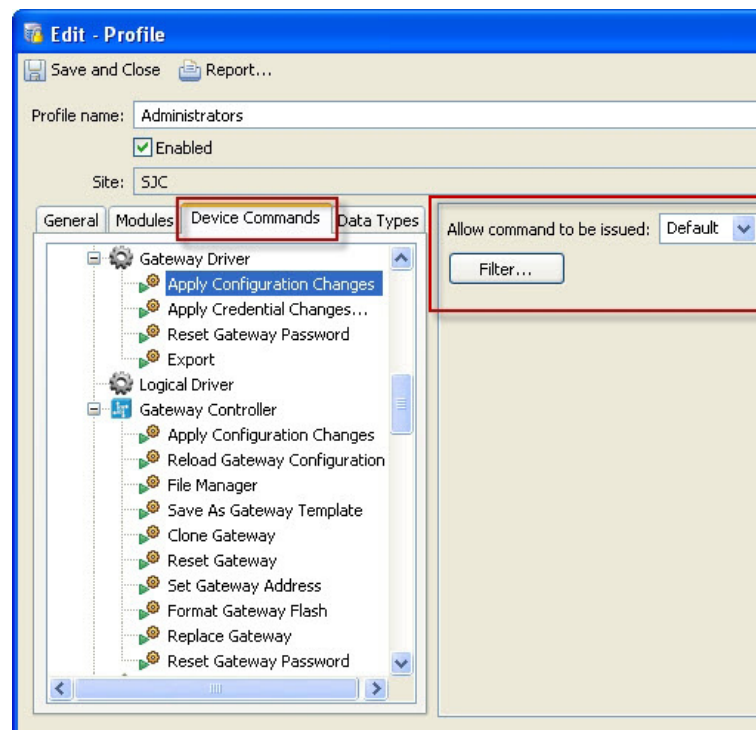 Edit - Profile
Save and Close Report...
Profile name: Administrators
Enabled
Site: SJC
General Modules Device Commands Data Types
Allow command to be issued: Default
Filter...
Gateway Driver
Apply Configuration Changes
Apply Credential Changes...
Reset Gateway Password
Export
Logical Driver
Gateway Controller
Apply Configuration Changes
Reload Gateway Configuration
File Manager
Save As Gateway Template
Clone Gateway
Reset Gateway
Set Gateway Address
Format Gateway Flash
Replace Gateway
Reset Gateway Password